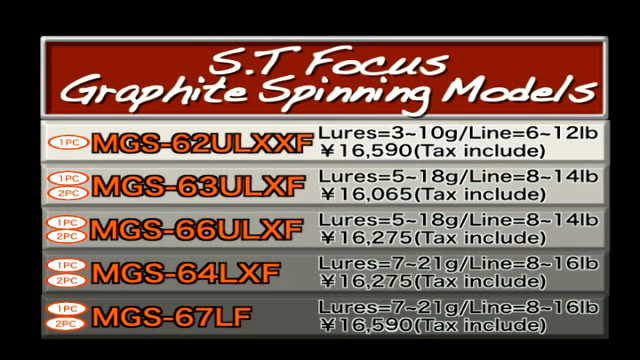 S.T Focus
Graphite Spinning Models
1PC MGS-62ULXXF Lures=3~10g/Line=6~12lb
¥16,590(Tax include)
1PC 2PC MGS-63ULXF Lures=5~18g/Line=8~14lb
¥16,065(Tax include)
1PC 2PC MGS-66ULXF Lures=5~18g/Line=8~14lb
¥16,275(Tax include)
1PC 2PC MGS-64LXF Lures=7~21g/Line=8~16lb
¥16,275(Tax include)
1PC 2PC MGS-67LF Lures=7~21g/Line=8~16lb
¥16,590(Tax include)